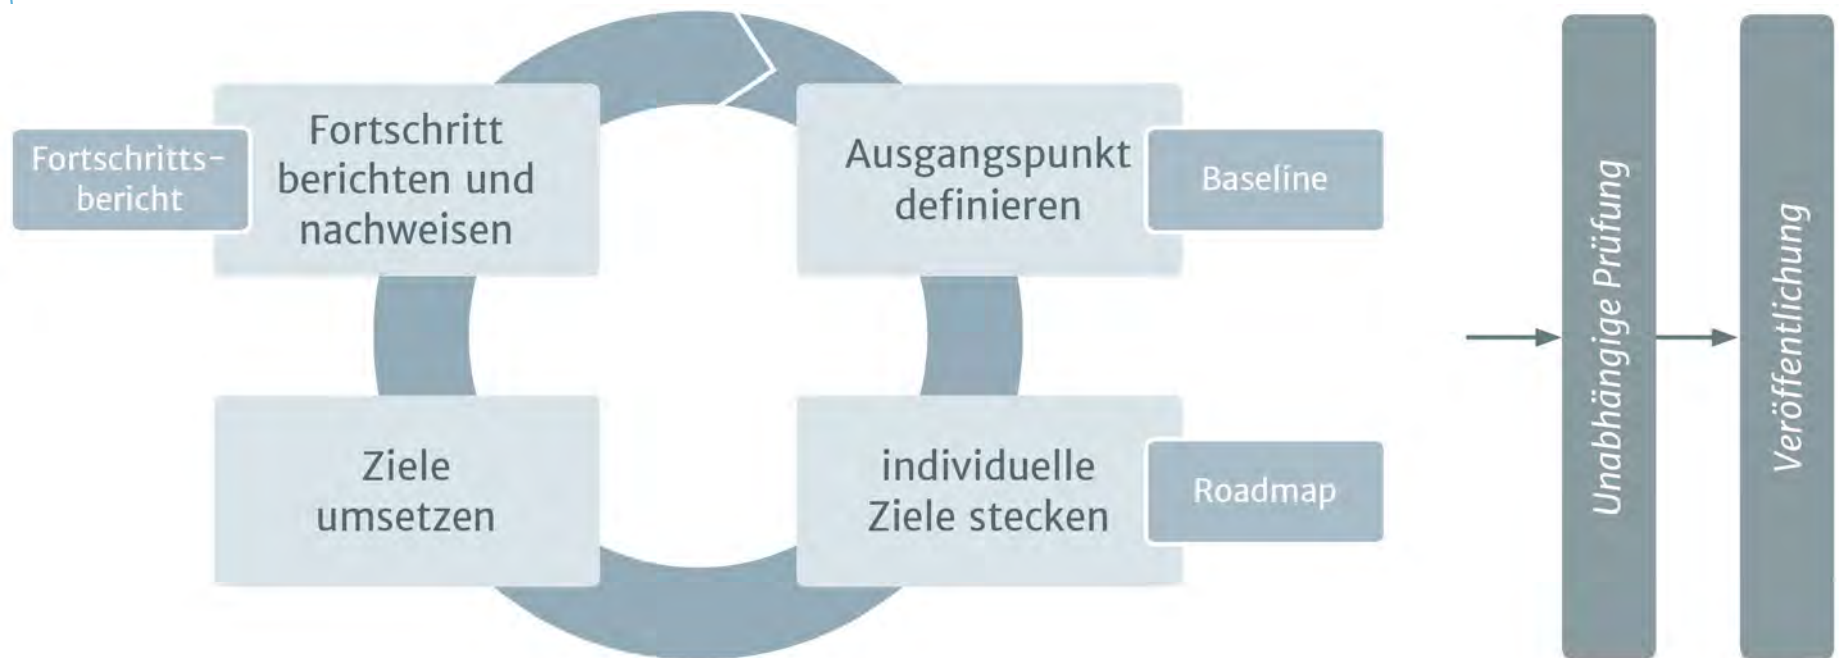 Fortschritts-
bericht
Fortschritt
berichten und
nachweisen
Ausgangspunkt
definieren
Baseline
Ziele
umsetzen
individuelle
Ziele stecken
Roadmap
Unabhängige Prüfung
Veröffentlichung